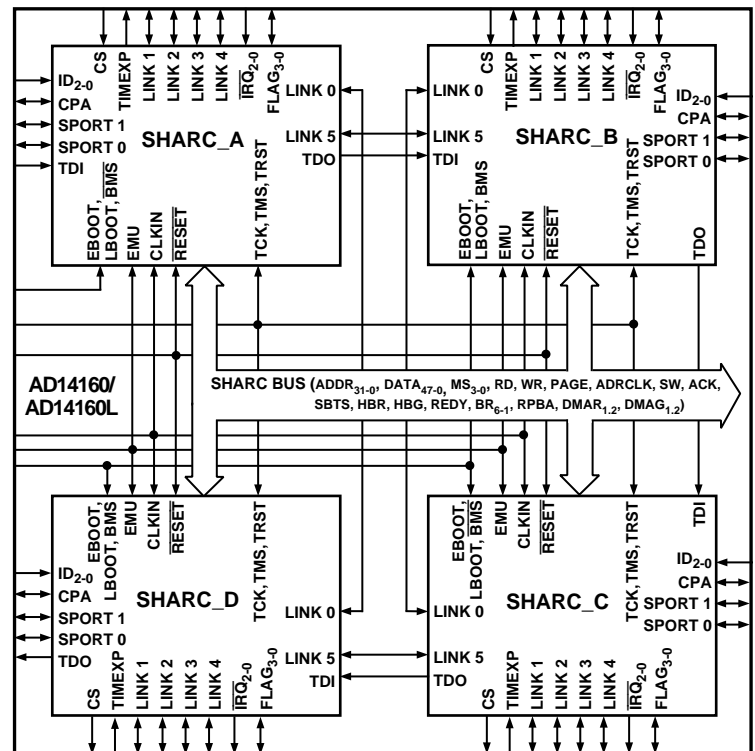 CS
TIMEXP
LINK 1
LINK 2
LINK 3
LINK 4
IRQ2-0
FLAG3-0
ID2-0
CPA
SPORT 1
SPORT 0
TDI
SHARC_A
LINK 0
LINK 5
TDO
EBOOT,
LBOOT, BMS
EMU
CLKIN
RESET
TCK, TMS, TRST
CS
TIMEXP
LINK 1
LINK 2
LINK 3
LINK 4
IRQ2-0
FLAG3-0
LINK 0
LINK 5
TDI
SHARC_B
ID2-0
CPA
SPORT 1
SPORT 0
EBOOT,
LBOOT, BMS
EMU
CLKIN
RESET
TCK, TMS, TRST
TDO
AD14160/
AD14160L
SHARC BUS (ADDR31-0, DATA47-0, MS3-0, RD, WR, PAGE, ADRCLK, SW, ACK,
SBTS, HBR, HBG, REDY, BR6-1, RPBA, DMAR1.2, DMAG1.2)
EBOOT,
LBOOT, BMS
EMU
CLKIN
RESET
TCK, TMS, TRST
ID2-0
CPA
SPORT 1
SPORT 0
TDO
SHARC_D
LINK 0
LINK 5
TDI
CS
TIMEXP
LINK 1
LINK 2
LINK 3
LINK 4
IRQ2-0
FLAG3-0
EBOOT,
LBOOT, BMS
EMU
CLKIN
RESET
TCK, TMS, TRST
TDI
LINK 0
LINK 5
TDO
SHARC_C
ID2-0
CPA
SPORT 1
SPORT 0
CS
TIMEXP
LINK 1
LINK 2
LINK 3
LINK 4
IRQ2-0
FLAG3-0